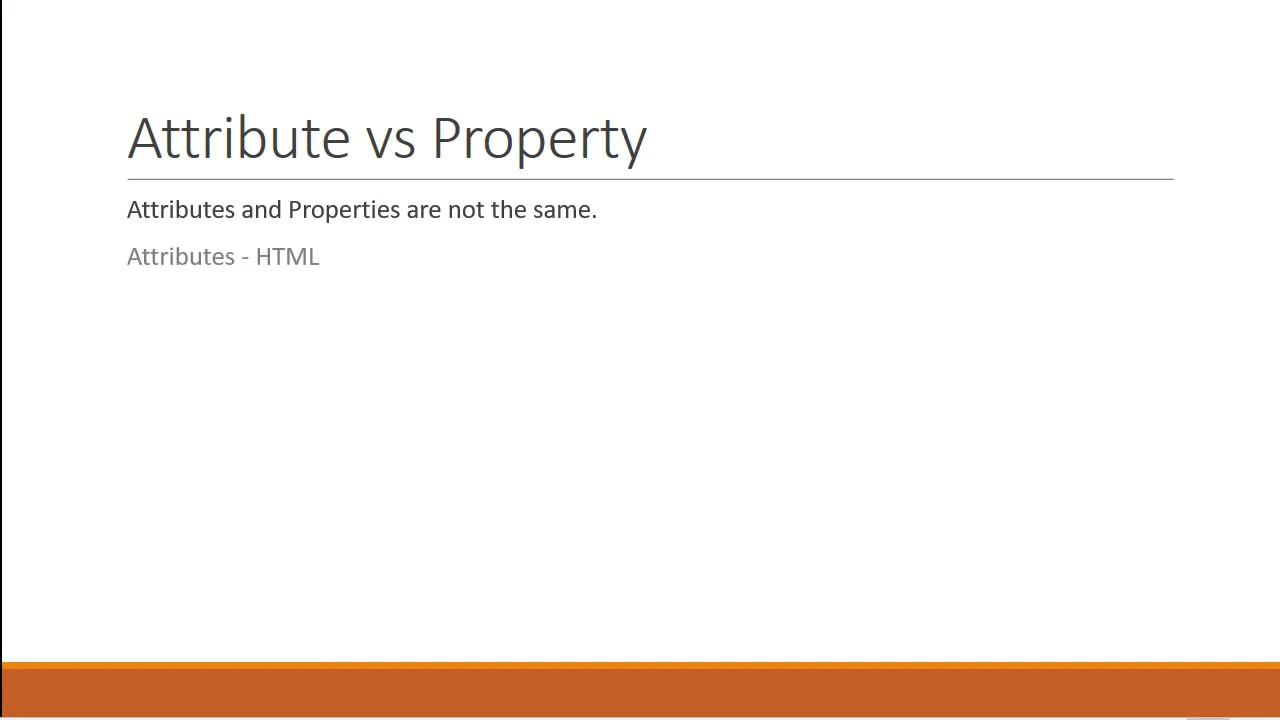 Attribute vs Property
Attributes and Properties are not the same.
Attributes - HTML